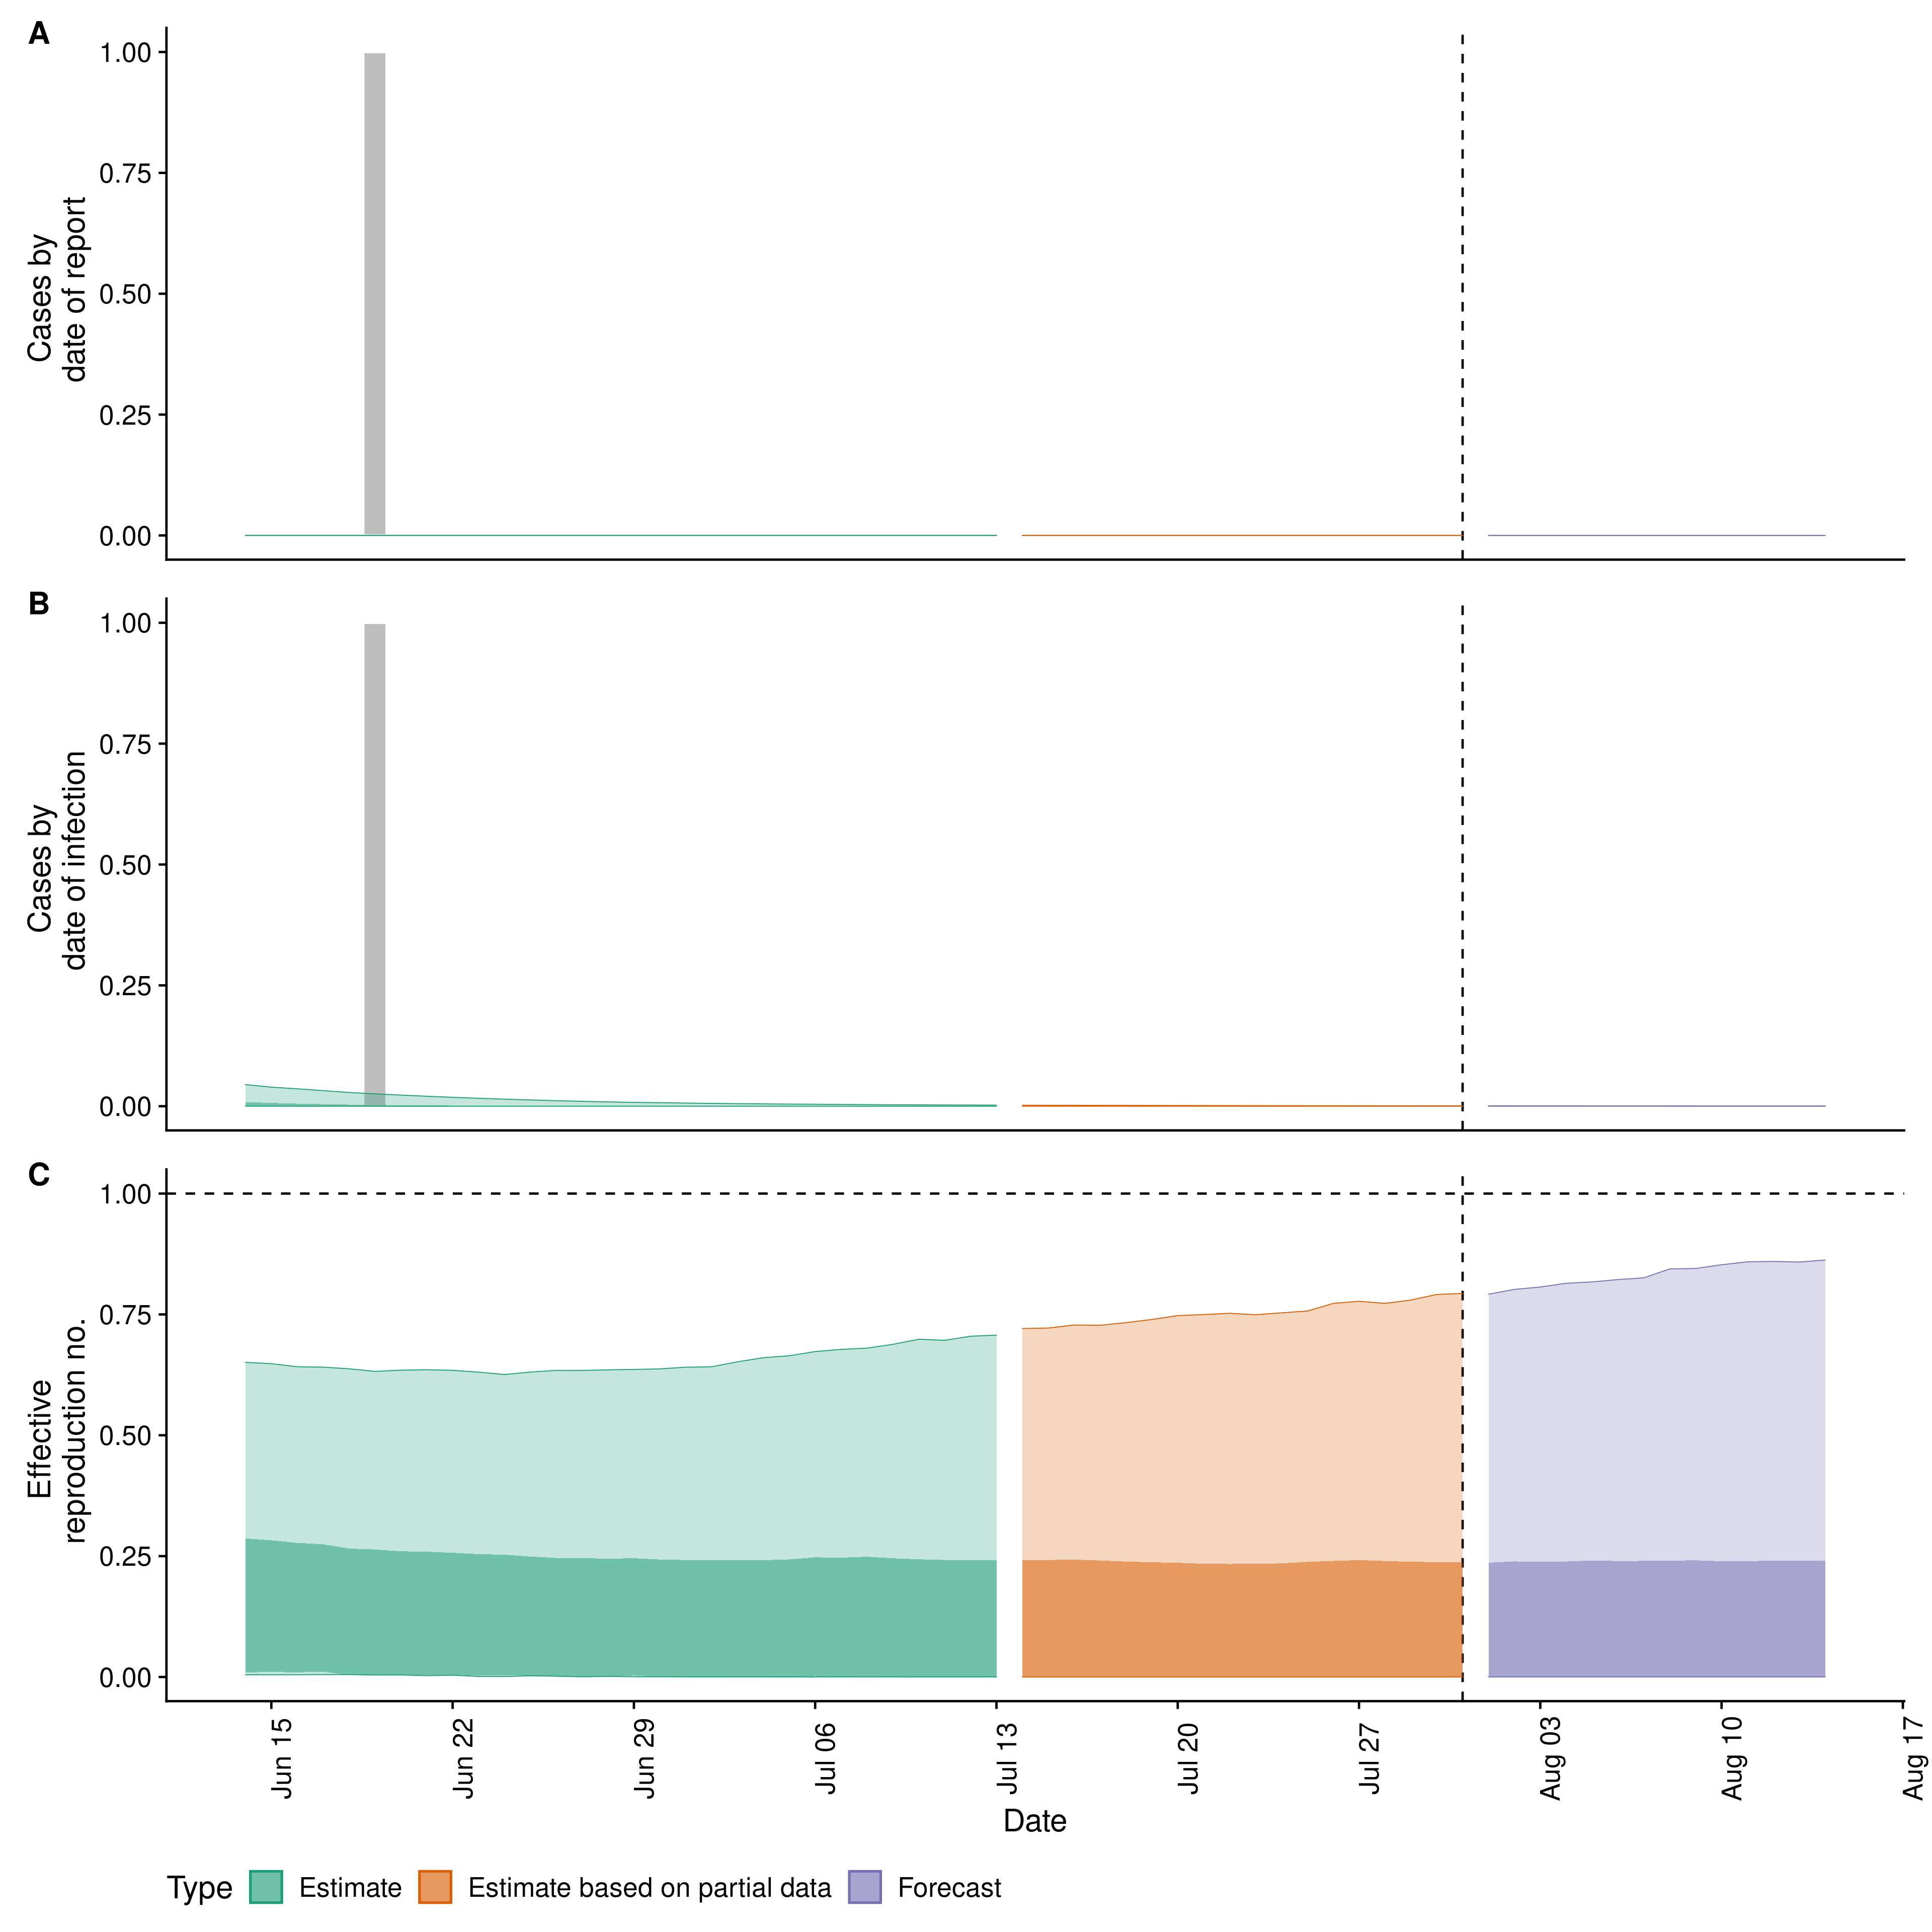 A
1.00
0.75
0.50
0.25
0.00
Cases by
date of report
B
1.00
0.75
0.50
0.25
0.00
Cases by
date of infection
C
1.00
0.75
0.50
0.25
0.00
Effective
reproduction no.
Jun 15
Jun 22
Jun 29
Jul 06
Jul 13
Jul 20
Jul 27
Aug 03
Aug 10
Aug 17
Date
Type Estimate Estimate based on partial data Forecast